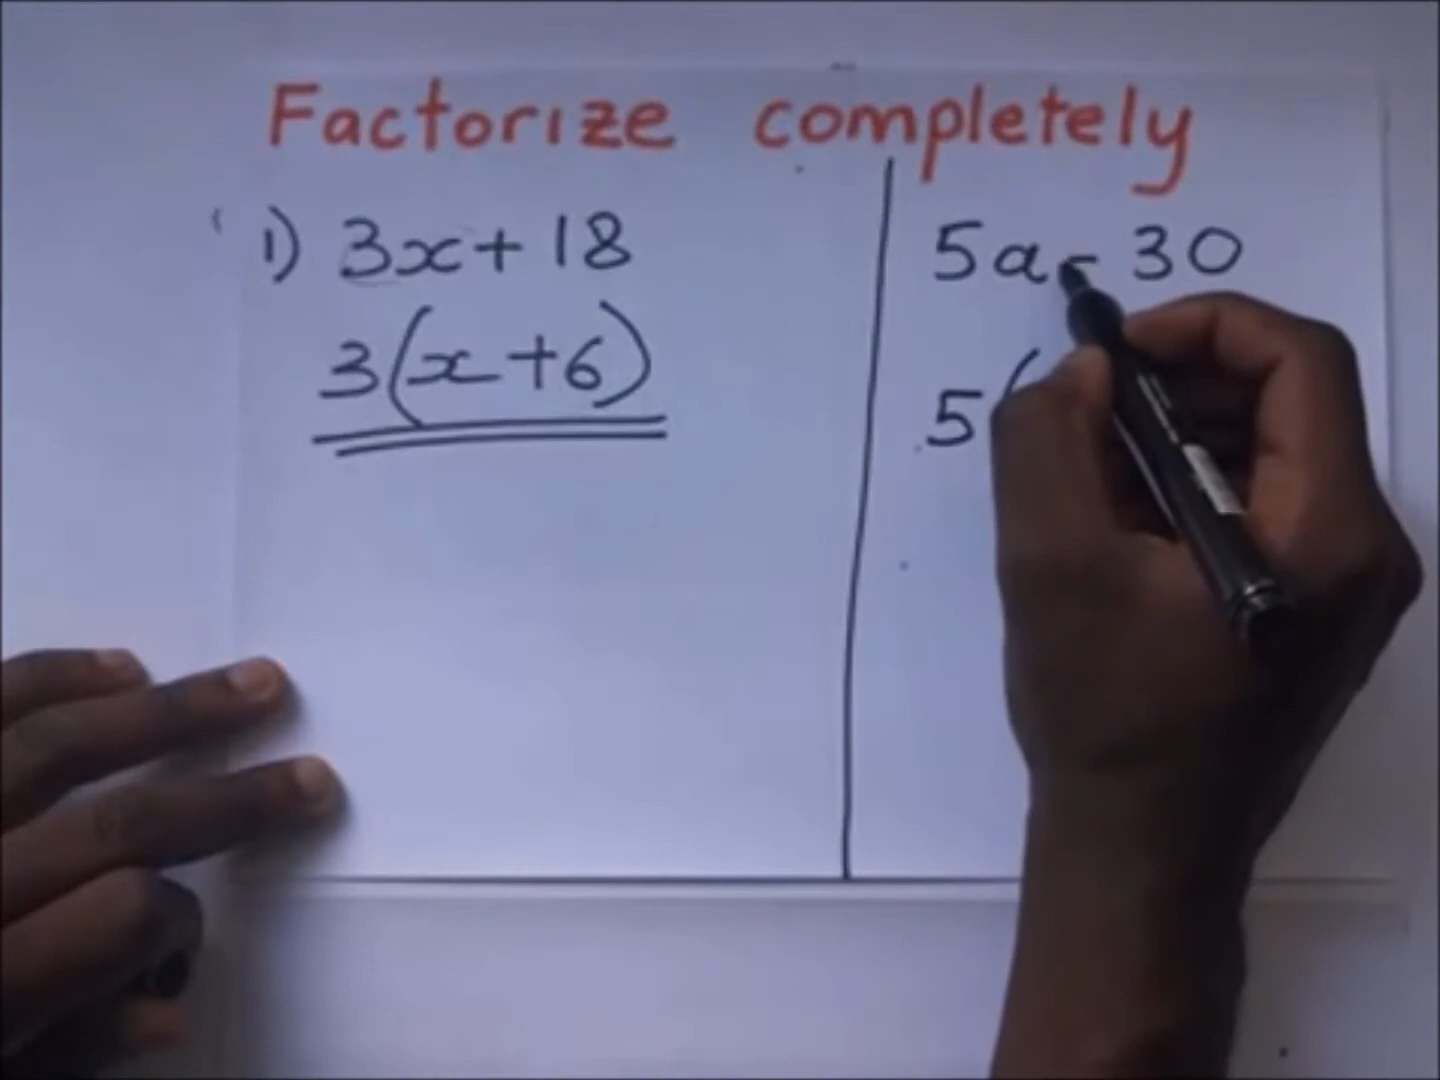 Factorize completely
1) 3x + 18
3(x + 6)
5a - 30
5(